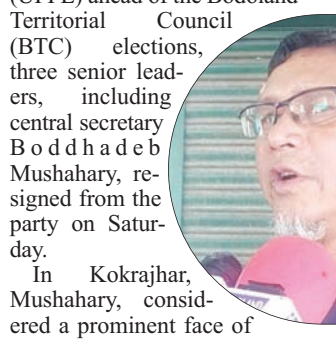 (UPPL) ahead of the Bodoland
Territorial Council
(BTC) elections,
three senior lead-
ers, including
central secretary
Boddhadeb
Mushahary, re-
signed from the
party on Satur-
day.
In Kokrajhar,
Mushahary, consid-
ered a prominent face of